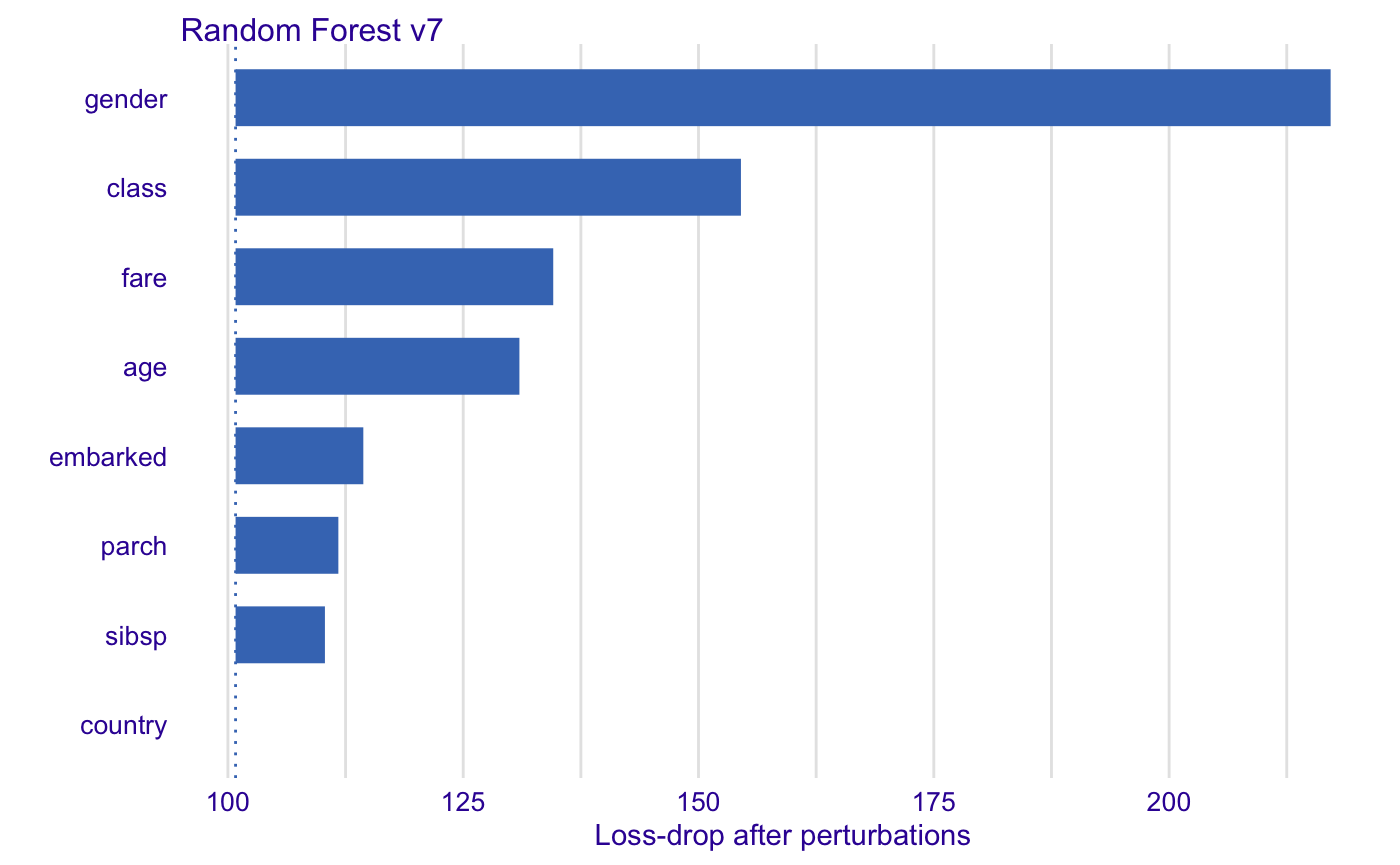 Random Forest v7
gender
class
fare
age
embarked
parch
sibsp
country
100 125 150 175 200
Loss-drop after perturbations